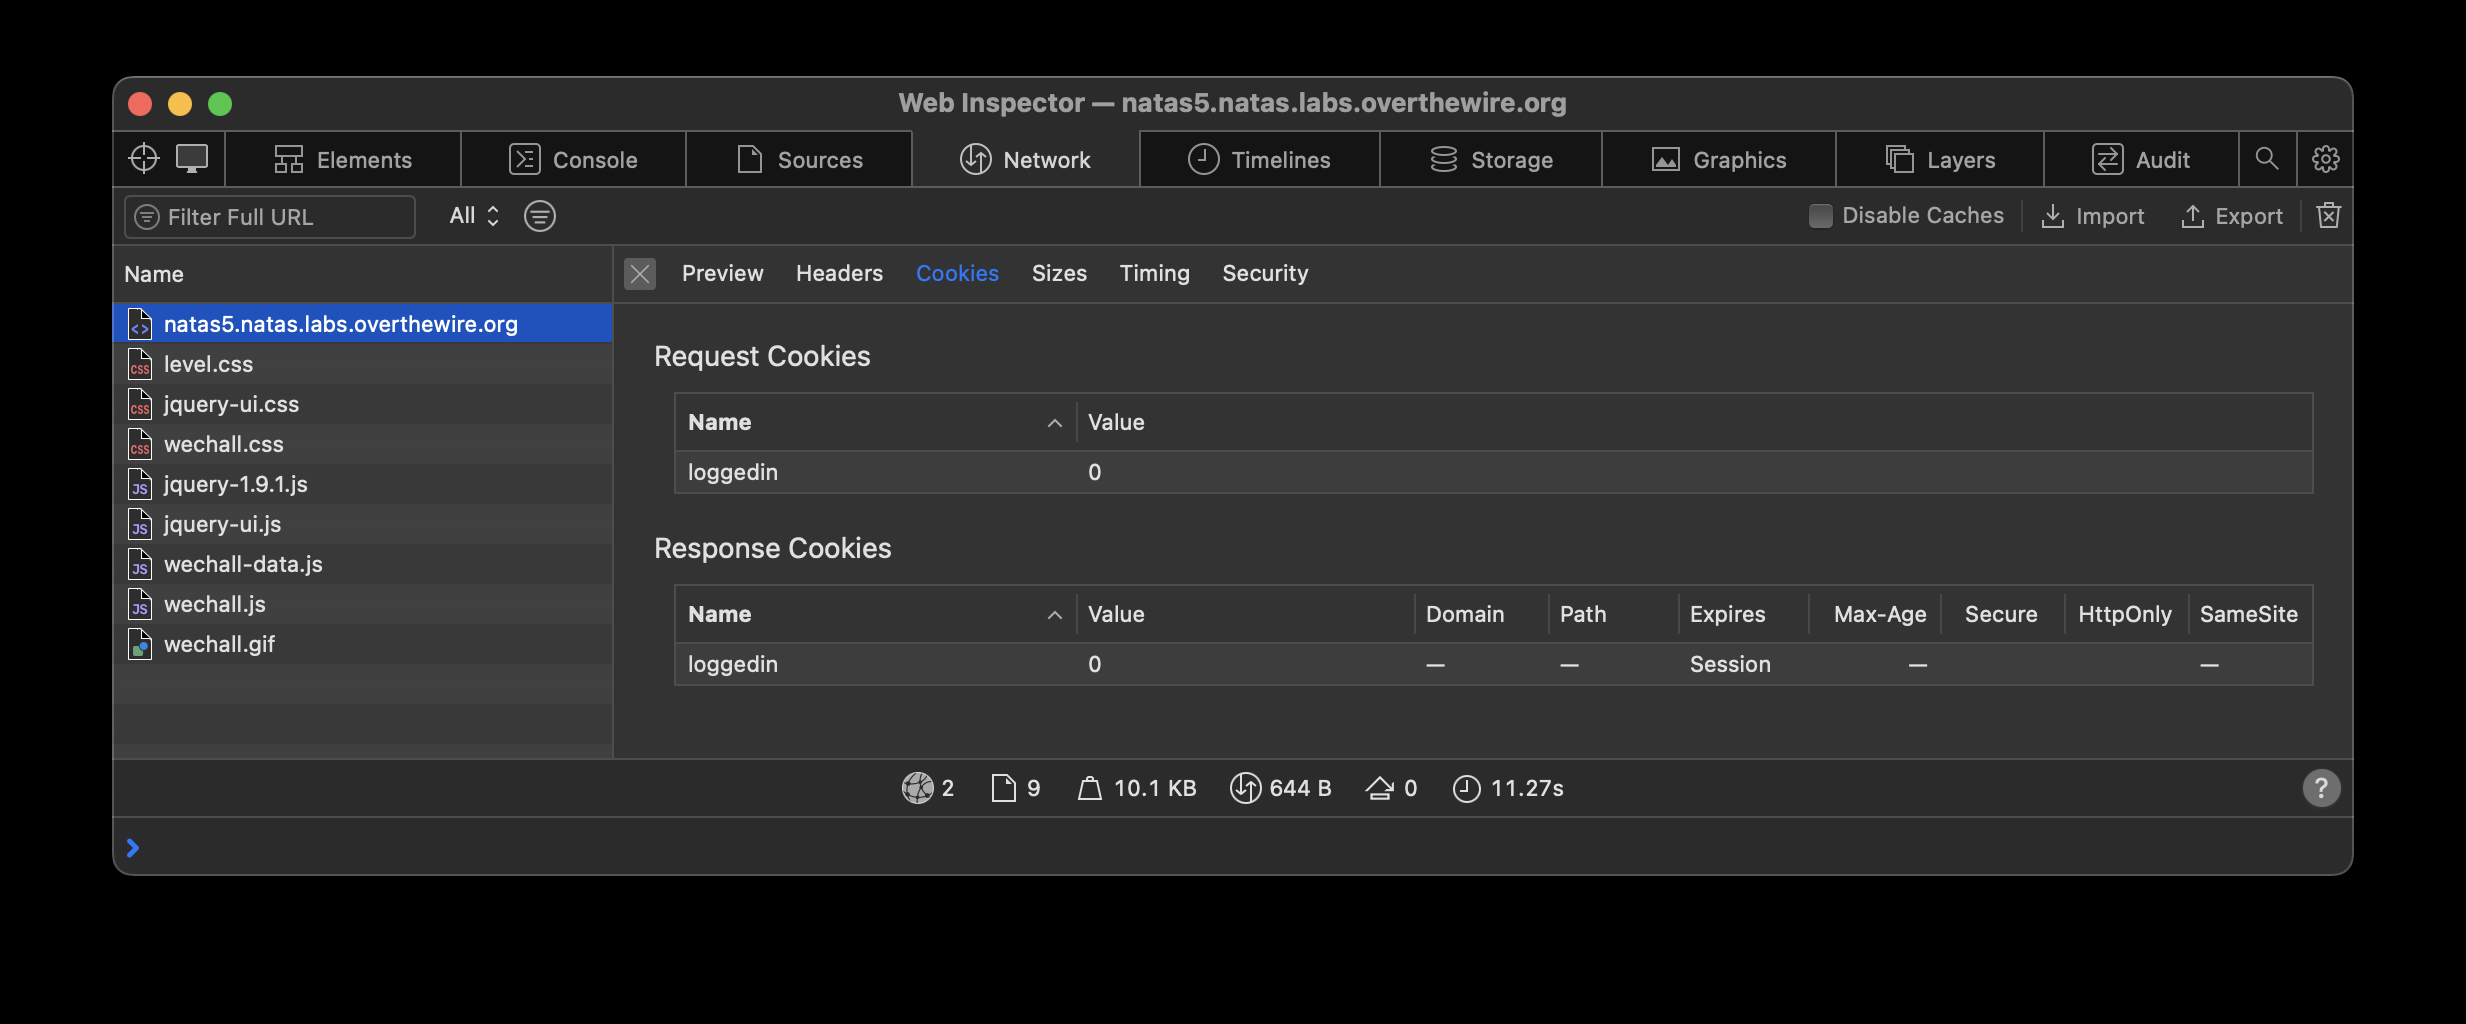 Web Inspector — natas5.natas.labs.overthewire.org
Elements Console Sources Network Timelines Storage Graphics Layers Audit
Filter Full URL All Disable Caches Import Export
Name
Preview Headers Cookies Sizes Timing Security
natas5.natas.labs.overthewire.org
level.css
jquery-ui.css
wechall.css
jquery-1.9.1.js
jquery-ui.js
wechall-data.js
wechall.js
wechall.gif
Request Cookies
Name Value
loggedin 0
Response Cookies
Name Value Domain Path Expires Max-Age Secure HttpOnly SameSite
loggedin 0 — — Session — —
2 9 10.1 KB 644 B 0 11.27s ?